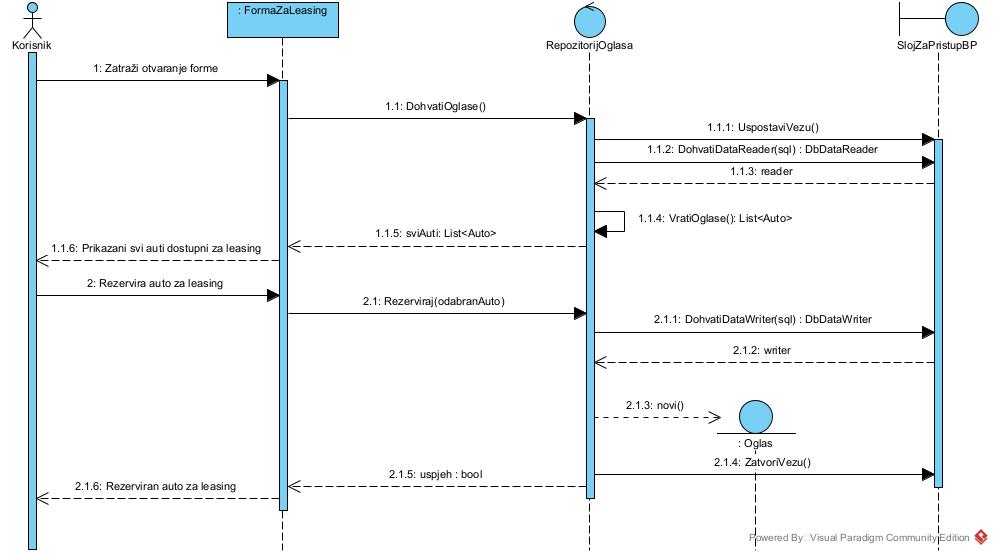 : FormaZaLeasing
Korisnik
RepozitorijOglasa
SlojZaPristupBP
1: Zatraži otvaranje forme
1.1: DohvatiOglase()
1.1.1: UspostaviVezu()
1.1.2: DohvatiDataReader(sql) : DbDataReader
1.1.3: reader
1.1.4: VratiOglase(): List<Auto>
1.1.5: sviAuti: List<Auto>
1.1.6: Prikazani svi auti dostupni za leasing
2: Rezervira auto za leasing
2.1: Rezerviraj(odabranAuto)
2.1.1: DohvatiDataWriter(sql) : DbDataWriter
2.1.2: writer
2.1.3: novi()
: Oglas
2.1.4: ZatvoriVezu()
2.1.5: uspjeh : bool
2.1.6: Rezerviran auto za leasing
Powered By Visual Paradigm Community Edition